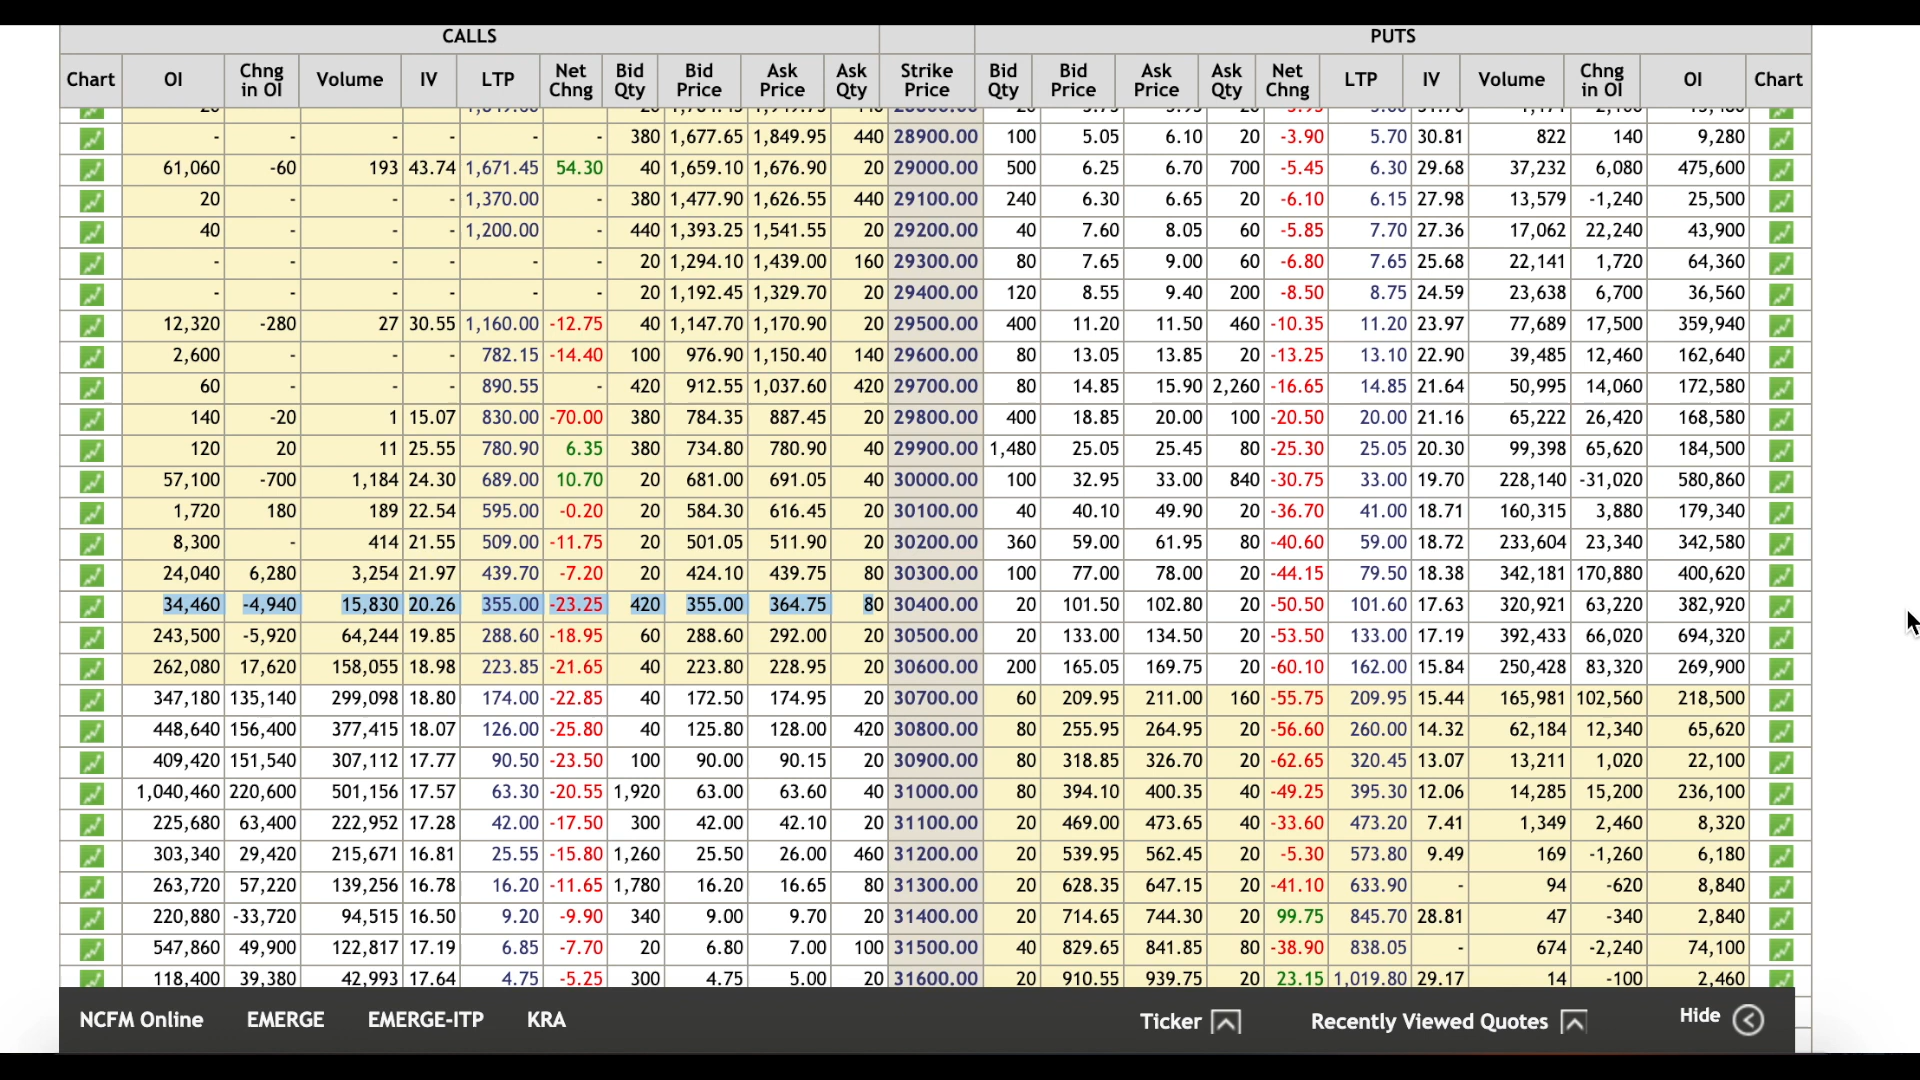 CALLS PUTS
Chart OI Chng in OI Volume IV LTP Net Chng Bid Qty Bid Price Ask Price Ask Qty Strike Price Bid Qty Bid Price Ask Price Ask Qty Net Chng LTP IV Volume Chng in OI OI Chart
- - - - - - 380 1,677.65 1,849.95 440 28900.00 100 5.05 6.10 20 -3.90 5.70 30.81 822 140 9,280
61,060 -60 193 43.74 1,671.45 54.30 40 1,659.10 1,676.90 20 29000.00 500 6.25 6.70 700 -5.45 6.30 29.68 37,232 6,080 475,600
20 - - - 1,370.00 - 380 1,477.90 1,626.55 440 29100.00 240 6.30 6.65 20 -6.10 6.15 27.98 13,579 -1,240 25,500
40 - - - 1,200.00 - 440 1,393.25 1,541.55 20 29200.00 40 7.60 8.05 60 -5.85 7.70 27.36 17,062 22,240 43,900
- - - - - - 20 1,294.10 1,439.00 160 29300.00 80 7.65 9.00 60 -6.80 7.65 25.68 22,141 1,720 64,360
- - - - - - 20 1,192.45 1,329.70 20 29400.00 120 8.55 9.40 200 -8.50 8.75 24.59 23,638 6,700 36,560
12,320 -280 27 30.55 1,160.00 -12.75 40 1,147.70 1,170.90 20 29500.00 400 11.20 11.50 460 -10.35 11.20 23.97 77,689 17,500 359,940
2,600 - - - 782.15 -14.40 100 976.90 1,150.40 140 29600.00 80 13.05 13.85 20 -13.25 13.10 22.90 39,485 12,460 162,640
60 - - - 890.55 - 420 912.55 1,037.60 420 29700.00 80 14.85 15.90 2,260 -16.65 14.85 21.64 50,995 14,060 172,580
140 -20 1 15.07 830.00 -70.00 380 784.35 887.45 20 29800.00 400 18.85 20.00 100 -20.50 20.00 21.16 65,222 26,420 168,580
120 20 11 25.55 780.90 6.35 380 734.80 780.90 40 29900.00 1,480 25.05 25.45 80 -25.30 25.05 20.30 99,398 65,620 184,500
57,100 -700 1,184 24.30 689.00 10.70 20 681.00 691.05 40 30000.00 100 32.95 33.00 840 -30.75 33.00 19.70 228,140 -31,020 580,860
1,720 180 189 22.54 595.00 -0.20 20 584.30 616.45 20 30100.00 40 40.10 49.90 20 -36.70 41.00 18.71 160,315 3,880 179,340
8,300 - 414 21.55 509.00 -11.75 20 501.05 511.90 20 30200.00 360 59.00 61.95 80 -40.60 59.00 18.72 233,604 23,340 342,580
24,040 6,280 3,254 21.97 439.70 -7.20 20 424.10 439.75 80 30300.00 100 77.00 78.00 20 -44.15 79.50 18.38 342,181 170,880 400,620
34,460 -4,940 15,830 20.26 355.00 -23.25 420 355.00 364.75 80 30400.00 20 101.50 102.80 20 -50.50 101.60 17.63 320,921 63,220 382,920
243,500 -5,920 64,244 19.85 288.60 -18.95 60 288.60 292.00 20 30500.00 20 133.00 134.50 20 -53.50 133.00 17.19 392,433 66,020 694,320
262,080 17,620 158,055 18.98 223.85 -21.65 40 223.80 228.95 20 30600.00 200 165.05 169.75 20 -60.10 162.00 15.84 250,428 83,320 269,900
347,180 135,140 299,098 18.80 174.00 -22.85 40 172.50 174.95 20 30700.00 60 209.95 211.00 160 -55.75 209.95 15.44 165,981 102,560 218,500
448,640 156,400 377,415 18.07 126.00 -25.80 40 125.80 128.00 420 30800.00 80 255.95 264.95 20 -56.60 260.00 14.32 62,184 12,340 65,620
409,420 151,540 307,112 17.77 90.50 -23.50 100 90.00 90.15 20 30900.00 80 318.85 326.70 20 -62.65 320.45 13.07 13,211 1,020 22,100
1,040,460 220,600 501,156 17.57 63.30 -20.55 1,920 63.00 63.60 40 31000.00 80 394.10 400.35 40 -49.25 395.30 12.06 14,285 15,200 236,100
225,680 63,400 222,952 17.28 42.00 -17.50 300 42.00 42.10 20 31100.00 20 469.00 473.65 40 -33.60 473.20 7.41 1,349 2,460 8,320
303,340 29,420 215,671 16.81 25.55 -15.80 1,260 25.50 26.00 460 31200.00 20 539.95 562.45 20 -5.30 573.80 9.49 169 -1,260 6,180
263,720 57,220 139,256 16.78 16.20 -11.65 1,780 16.20 16.65 80 31300.00 20 628.35 647.15 20 -41.10 633.90 - 94 -620 8,840
220,880 -33,720 94,515 16.50 9.20 -9.90 340 9.00 9.70 20 31400.00 20 714.65 744.30 20 99.75 845.70 28.81 47 -340 2,840
547,860 49,900 122,817 17.19 6.85 -7.70 20 6.80 7.00 100 31500.00 40 829.65 841.85 80 -38.90 838.05 - 674 -2,240 74,100
118,400 39,380 42,993 17.64 4.75 -5.25 300 4.75 5.00 20 31600.00 20 910.55 939.75 20 23.15 1,019.80 29.17 14 -100 2,460
NCFM Online EMERGE EMERGE-ITP KRA Ticker Recently Viewed Quotes Hide